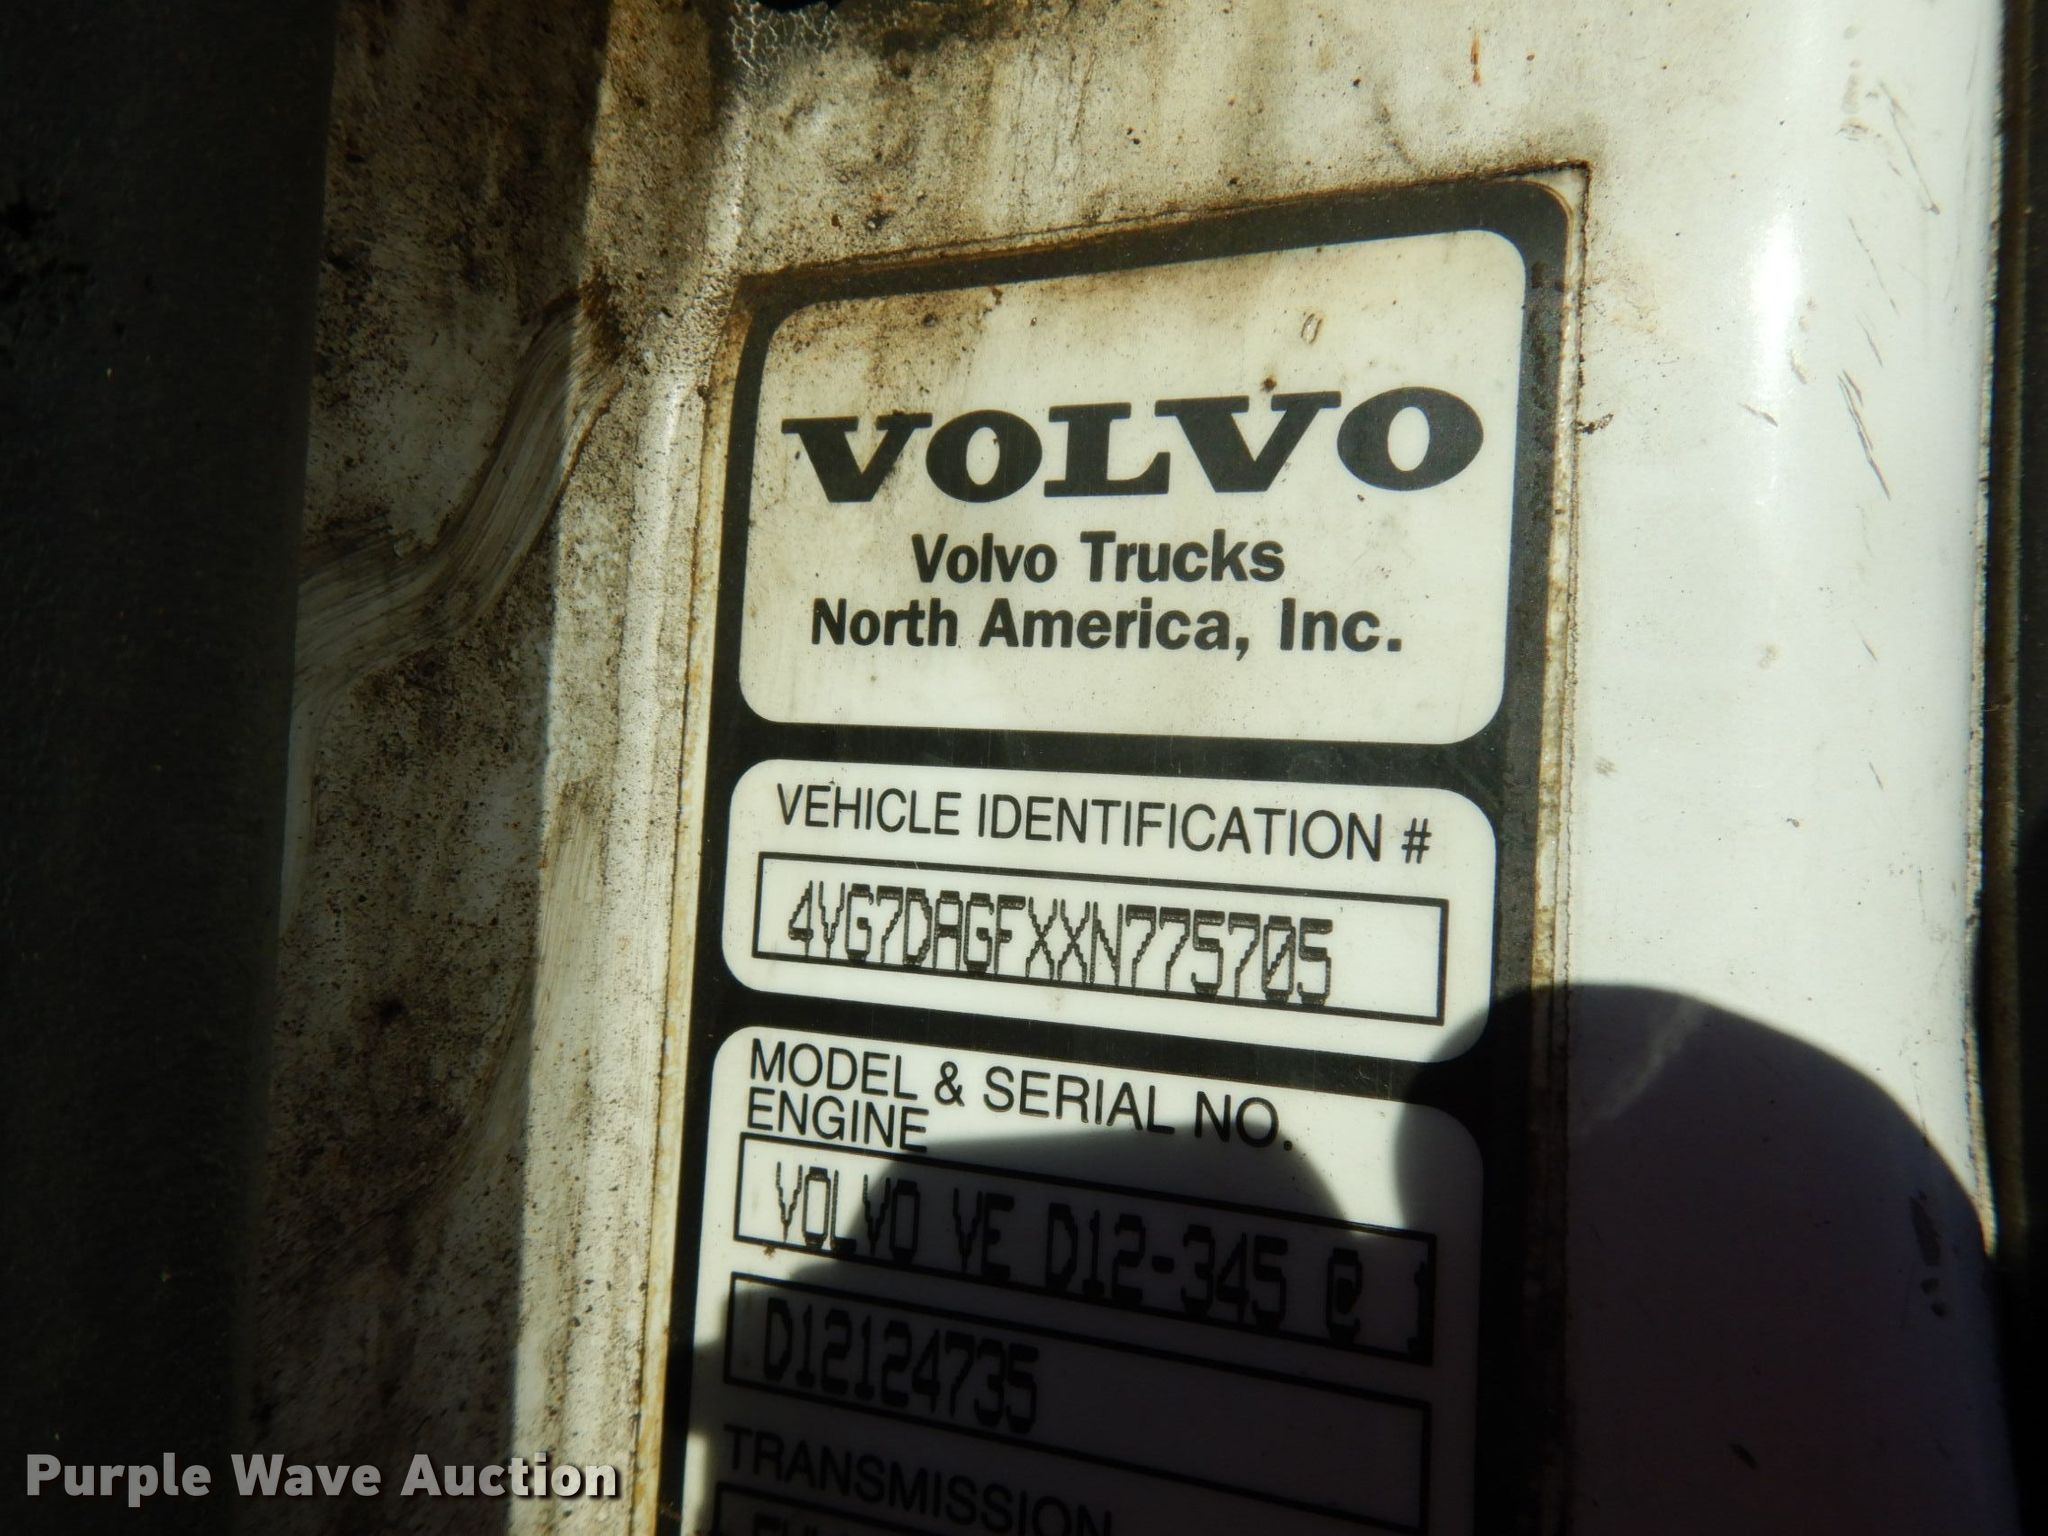 VOLVO
Volvo Trucks
North America, Inc.
VEHICLE IDENTIFICATION #
4VG7DAGFXXN775705
MODEL & SERIAL NO.
ENGINE
VOLVO VE D12-345 @ 1
D12124735
TRANSMISSION
Purple Wave Auction